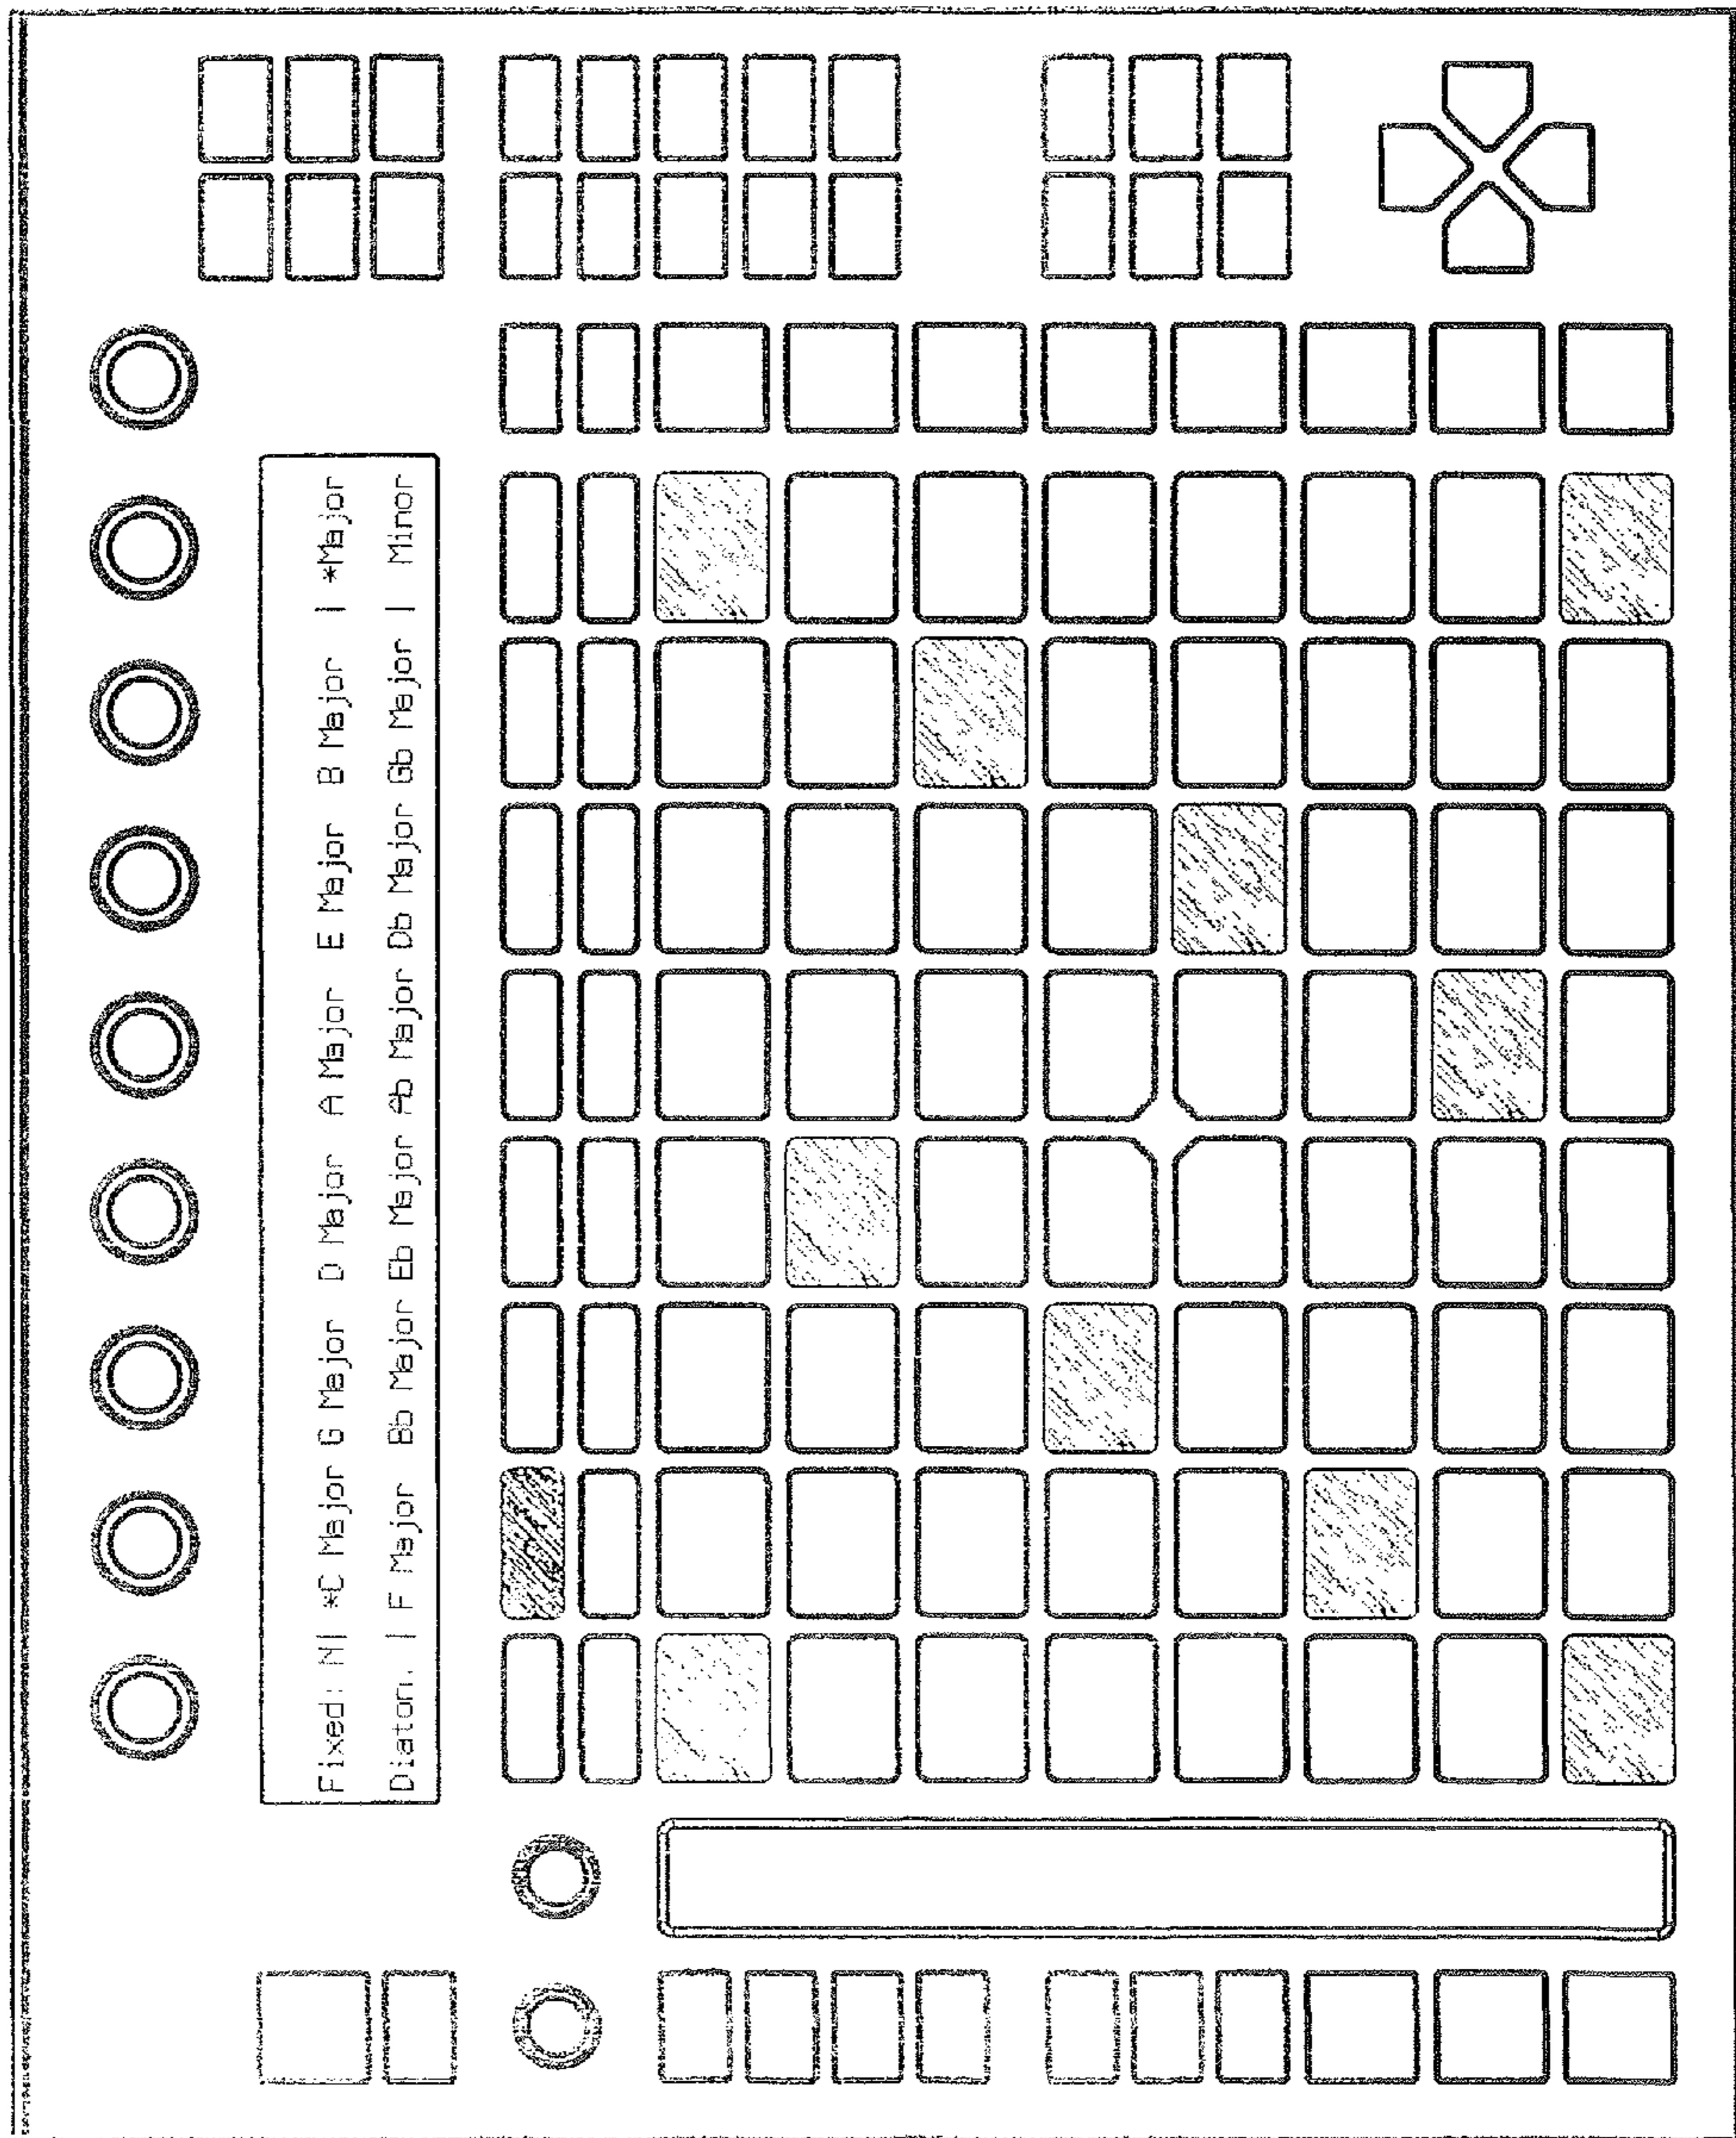 Fixed: N| *C Major G Major D Major A Major E Major B Major | *Major
Diaton. | F Major Bb Major Eb Major Ab Major Db Major Gb Major | Minor